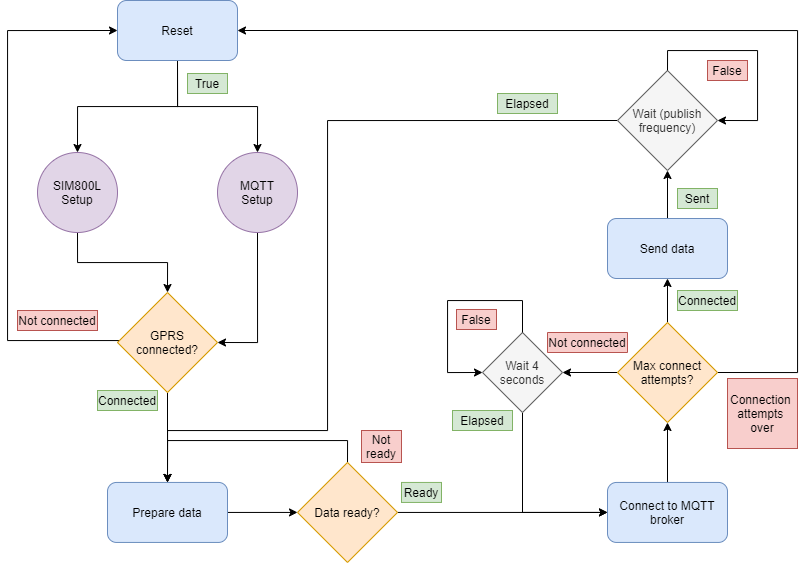 Reset
True
False
Elapsed
Wait (publish
frequency)
SIM800L
Setup
MQTT
Setup
Sent
Send data
Connected
Not connected
GPRS
connected?
False
Not connected
Wait 4
seconds
Max connect
attempts?
Connection
attempts
over
Connected
Elapsed
Not
ready
Ready
Prepare data
Data ready?
Connect to MQTT
broker